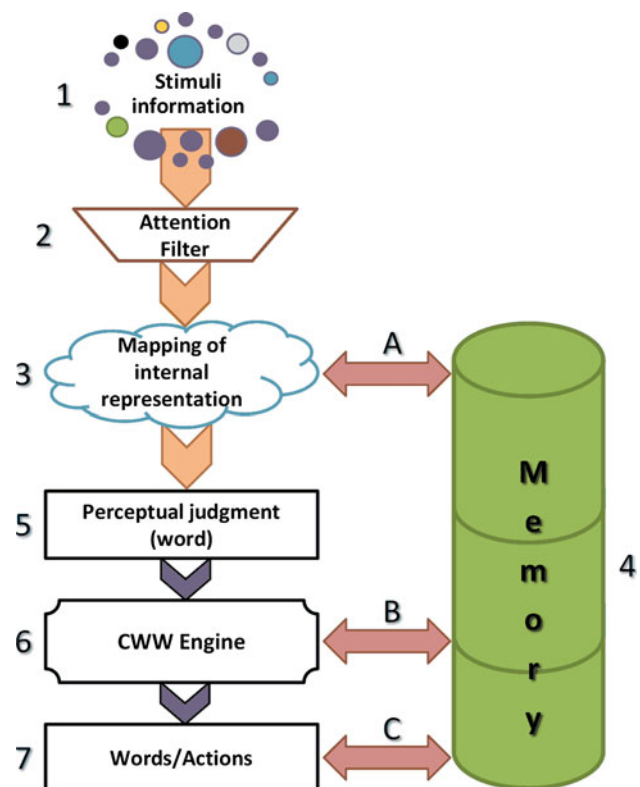 1
Stimuli
information
2
Attention
Filter
3
Mapping of
internal
representation
A
Memory
4
5
Perceptual judgment
(word)
6
CWW Engine
B
7
Words/Actions
C